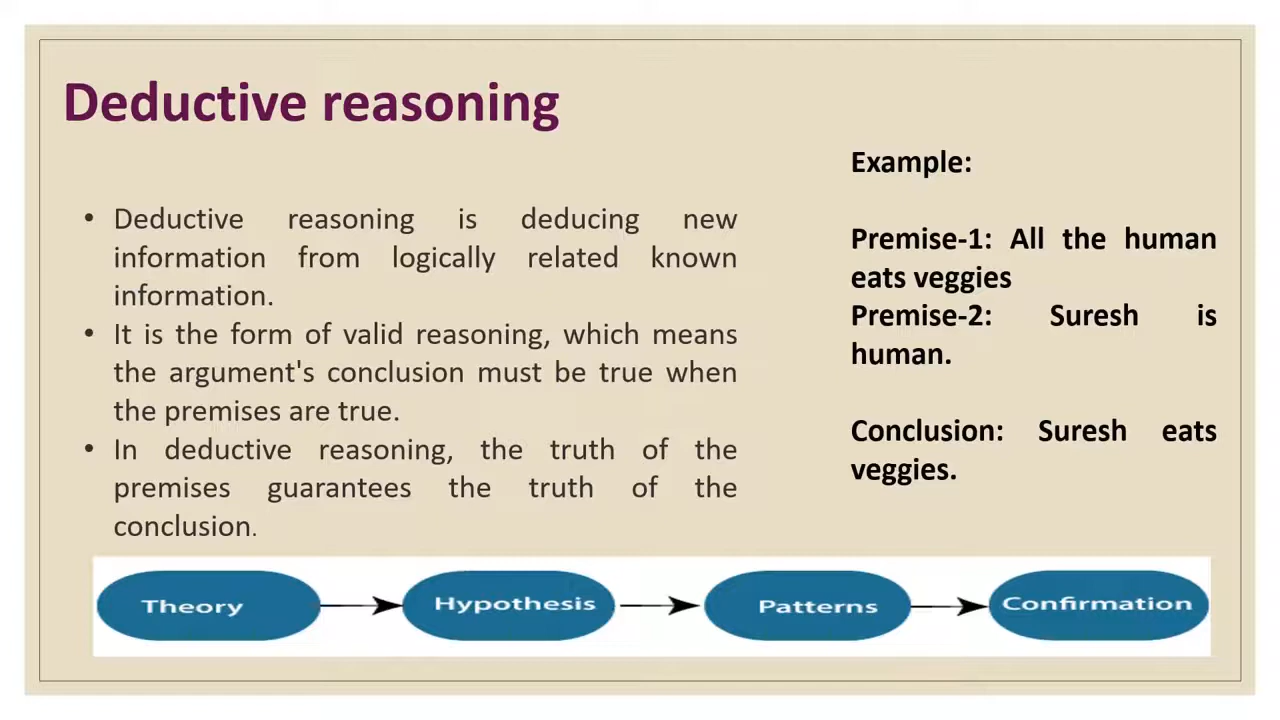 Deductive reasoning
• Deductive reasoning is deducing new
information from logically related known
information.
• It is the form of valid reasoning, which means
the argument's conclusion must be true when
the premises are true.
• In deductive reasoning, the truth of the
premises guarantees the truth of the
conclusion.
Example:
Premise-1: All the human
eats veggies
Premise-2: Suresh is
human.
Conclusion: Suresh eats
veggies.
Theory
Hypothesis
Patterns
Confirmation